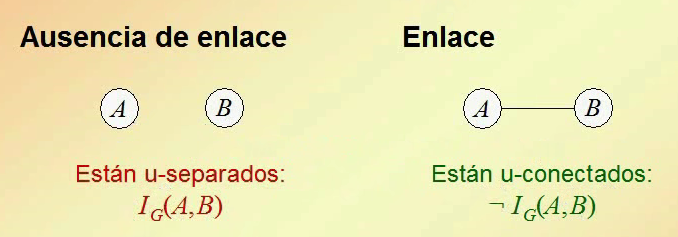 Ausencia de enlace
Enlace
A
B
A
B
Están u-separados:
I_G(A,B)
Están u-conectados:
¬ I_G(A,B)